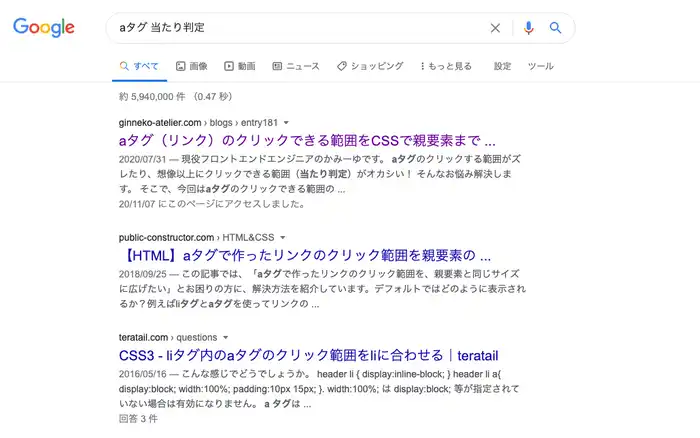 Google
aタグ 当たり判定
すべて 画像 動画 ニュース ショッピング もっと見る 設定 ツール
約 5,940,000 件 （0.47 秒）
ginneko-atelier.com › blogs › entry181
aタグ（リンク）のクリックできる範囲をCSSで親要素まで ...
2020/07/31 — 現役フロントエンドエンジニアのかみーゆです。 aタグのクリックする範囲がズ
レたり、想像以上にクリックできる範囲（当たり判定）がオカシい！ そんなお悩み解決しま
す。 そこで、今回はaタグのクリックできる範囲の ...
20/11/07 にこのページにアクセスしました。
public-constructor.com › HTML&CSS
【HTML】aタグで作ったリンクのクリック範囲を親要素の ...
2018/09/25 — この記事では、「aタグで作ったリンクのクリック範囲を、親要素と同じサイズ
に広げたい」とお困りの方に、解決方法を紹介しています。デフォルトではどのように表示され
るか？例えばliタグとaタグを使ってリンクの ...
teratail.com › questions
CSS3 - liタグ内のaタグのクリック範囲をliに合わせる｜teratail
2016/05/16 — こんな感じでどうでしょうか。 header li { display:inline-block; } header li a{
display:block; width:100%; padding:10px 15px; }. width:100%; は display:block; 等が指定されて
いない場合は有効になりません。 a タグは ...
回答 3 件